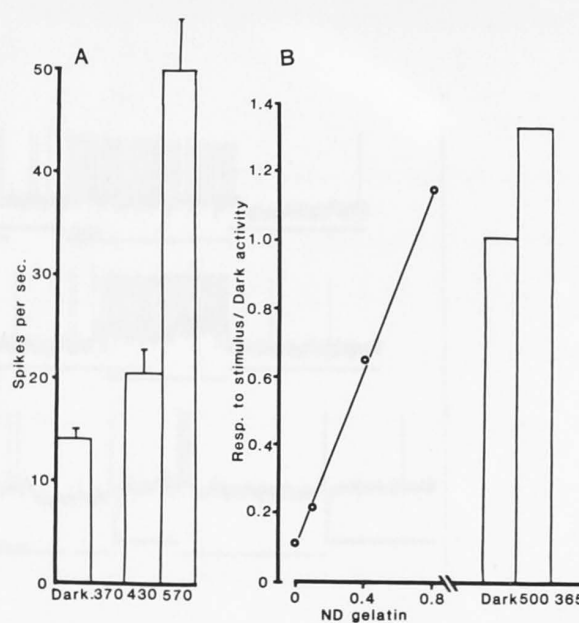 A
Spikes per sec.
50
40
30
20
10
0
Dark.370 430 570
B
Resp. to stimulus/ Dark activity
1.4
1.2
1.0
0.8
0.6
0.4
0.2
0
0 0.4 0.8
ND gelatin
Dark500 365